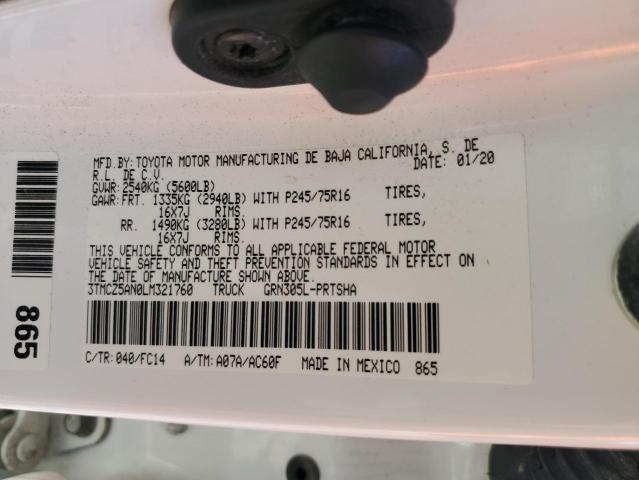 MFD.BY:TOYOTA MOTOR MANUFACTURING DE BAJA CALIFORNIA, S. DE
R.L. DE C.V. DATE: 01/20
GVWR: 2540KG (5600LB)
GAWR:FRT. 1335KG (2940LB) WITH P245/75R16 TIRES,
16X7J RIMS.
RR. 1490KG (3280LB) WITH P245/75R16 TIRES,
16X7J RIMS.
THIS VEHICLE CONFORMS TO ALL APPLICABLE FEDERAL MOTOR
VEHICLE SAFETY AND THEFT PREVENTION STANDARDS IN EFFECT ON
THE DATE OF MANUFACTURE SHOWN ABOVE.
3TMCZ5AN0LM321760 TRUCK GRN305L-PRTSHA
C/TR: 040/FC14 A/TM: A07A/AC60F MADE IN MEXICO 865
865